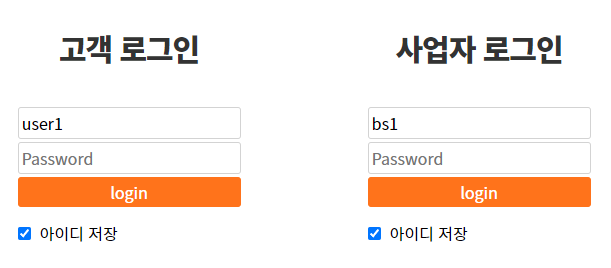 고객 로그인
user1
Password
login
아이디 저장
사업자 로그인
bs1
Password
login
아이디 저장